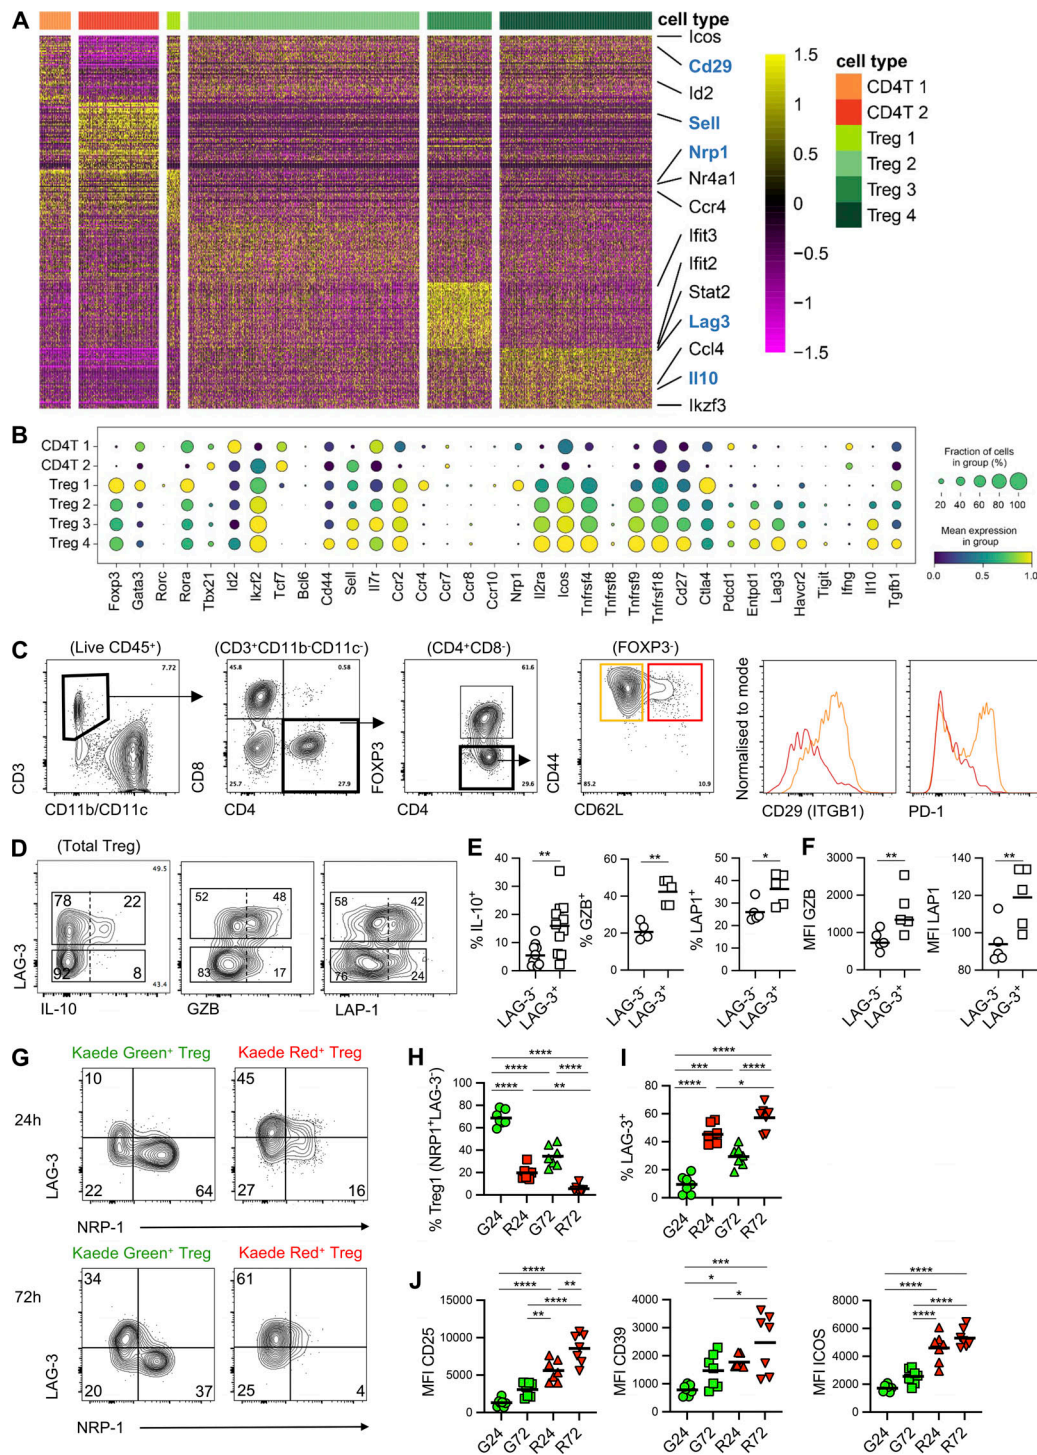 A
cell type
Icos
Cd29
Id2
Sell
Nrp1
Nr4a1
Ccr4
Ifit3
Ifit2
Stat2
Lag3
Ccl4
Il10
Ikzf3
1.5
1
0.5
0
−0.5
−1
−1.5
cell type
CD4T 1
CD4T 2
Treg 1
Treg 2
Treg 3
Treg 4
B
CD4T 1
CD4T 2
Treg 1
Treg 2
Treg 3
Treg 4
Foxp3 Gata3 Rorc Rora Tbx21 Id2 Ikzf2 Tcf7 Bcl6 Cd44 Sell Il7r Ccr2 Ccr4 Ccr7 Ccr8 Ccr10 Nrp1 Il2ra Icos Tnfrsf4 Tnfrsf8 Tnfrsf9 Tnfrsf18 Cd27 Ctla4 Pdcd1 Entpd1 Lag3 Havcr2 Tigit Ifng Il10 Tgfb1
Fraction of cells
in group (%)
20 40 60 80 100
Mean expression
in group
0.0 0.5 1.0
C
(Live CD45+)
7.72
CD3
CD11b/CD11c
(CD3+CD11b-CD11c-)
45.8 0.58
25.7 27.9
CD8
CD4
(CD4+CD8-)
61.6
29.6
FOXP3
CD4
(FOXP3-)
85.2 10.9
CD44
CD62L
Normalised to mode
CD29 (ITGB1)
PD-1
D
(Total Treg)
49.5
78 22
92 8
43.4
LAG-3
IL-10
52 48
83 17
GZB
58 42
76 24
LAP-1
E
% IL-10+
40
30
20
10
0
**
LAG-3-
LAG-3+
% GZB+
60
40
20
0
**
LAG-3-
LAG-3+
% LAP1+
60
40
20
0
*
LAG-3-
LAG-3+
F
MFI GZB
3000
2000
1000
0
**
LAG-3-
LAG-3+
MFI LAP1
140
120
100
80
**
LAG-3-
LAG-3+
G
Kaede Green+ Treg Kaede Red+ Treg
24h
LAG-3
10
22 64
45
27 16
NRP-1
Kaede Green+ Treg Kaede Red+ Treg
72h
LAG-3
34
20 37
61
25 4
NRP-1
H
% Treg1 (NRP1+LAG-3-)
100
80
60
40
20
0
****
**** ****
**** **
G24 R24 G72 R72
I
% LAG-3+
80
60
40
20
0
****
*** ****
**** *
G24 R24 G72 R72
J
MFI CD25
15000
10000
5000
0
****
**** **
****
**
G24 G72 R24 R72
MFI CD39
4000
3000
2000
1000
0
***
*
*
G24 G72 R24 R72
MFI ICOS
8000
6000
4000
2000
0
****
****
****
****
G24 G72 R24 R72